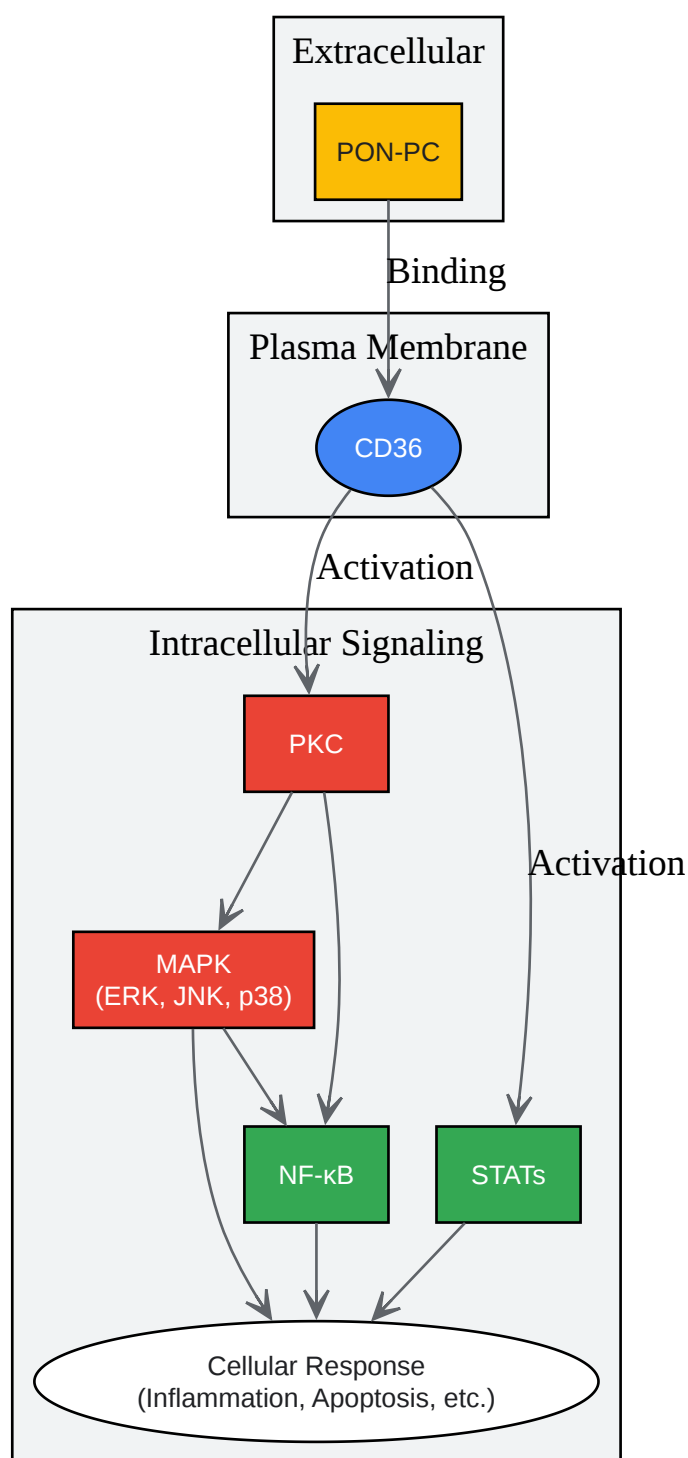 Extracellular
PON-PC
Binding
Plasma Membrane
CD36
Activation
Intracellular Signaling
PKC
Activation
MAPK
(ERK, JNK, p38)
NF-κB
STATs
Cellular Response
(Inflammation, Apoptosis, etc.)